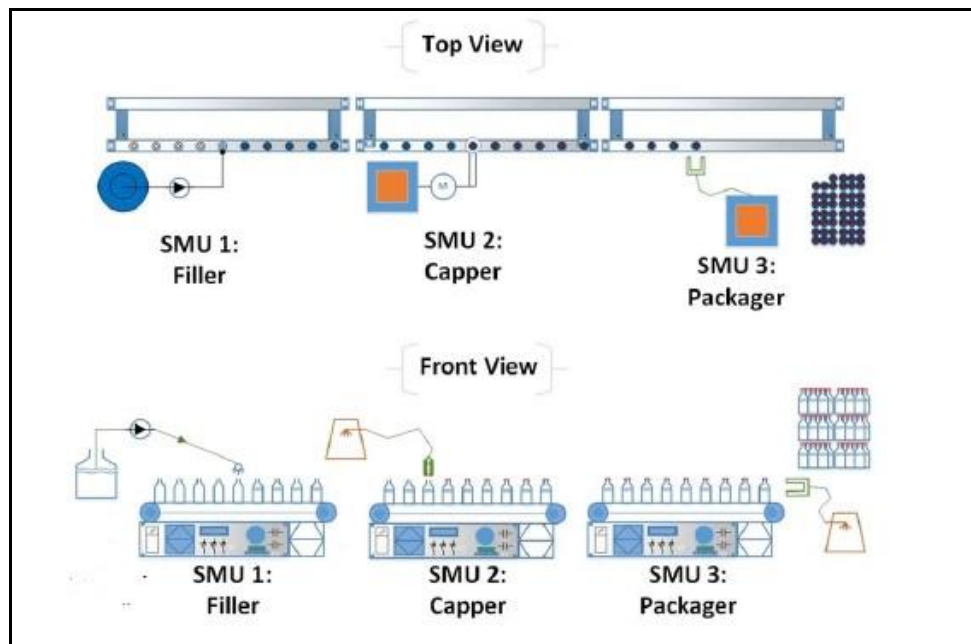 Top View
M
SMU 1:
Filler
SMU 2:
Capper
SMU 3:
Packager
Front View
SMU 1:
Filler
SMU 2:
Capper
SMU 3:
Packager